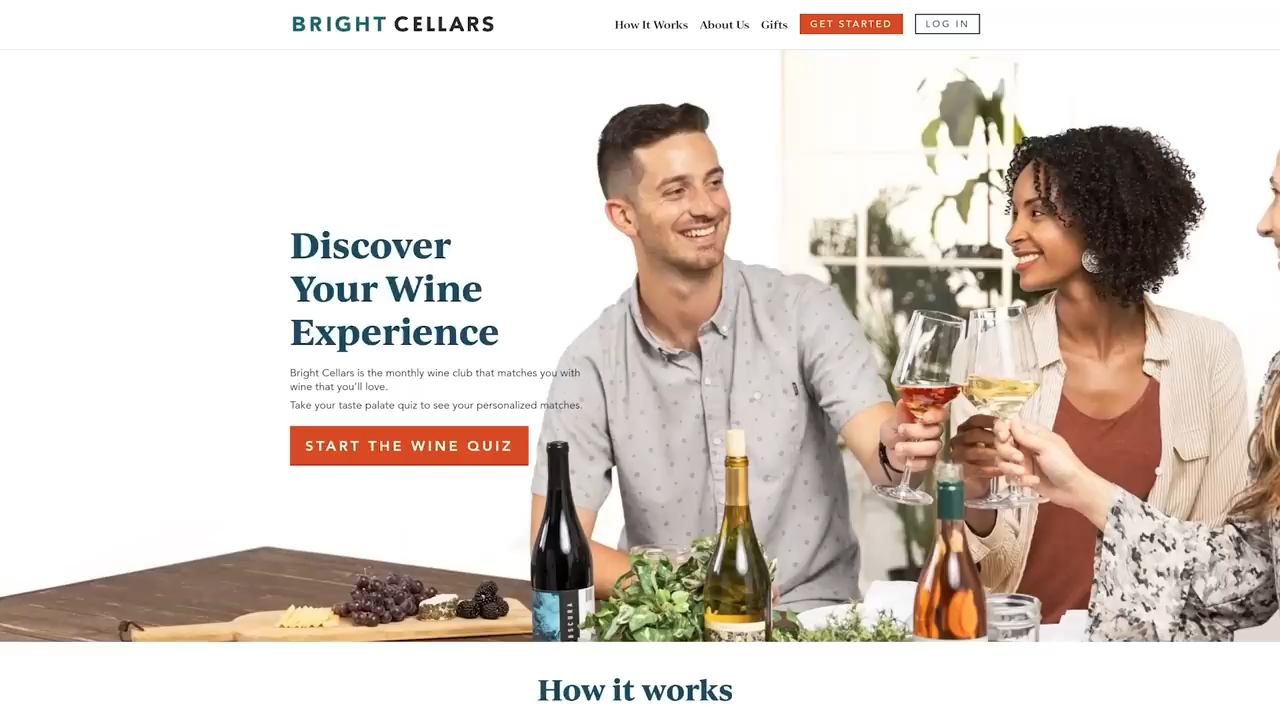 BRIGHT CELLARS
How It Works
About Us
Gifts
GET STARTED
LOG IN
Discover
Your Wine
Experience
Bright Cellars is the monthly wine club that matches you with
wine that you'll love.
Take your taste palate quiz to see your personalized matches.
START THE WINE QUIZ
How it works